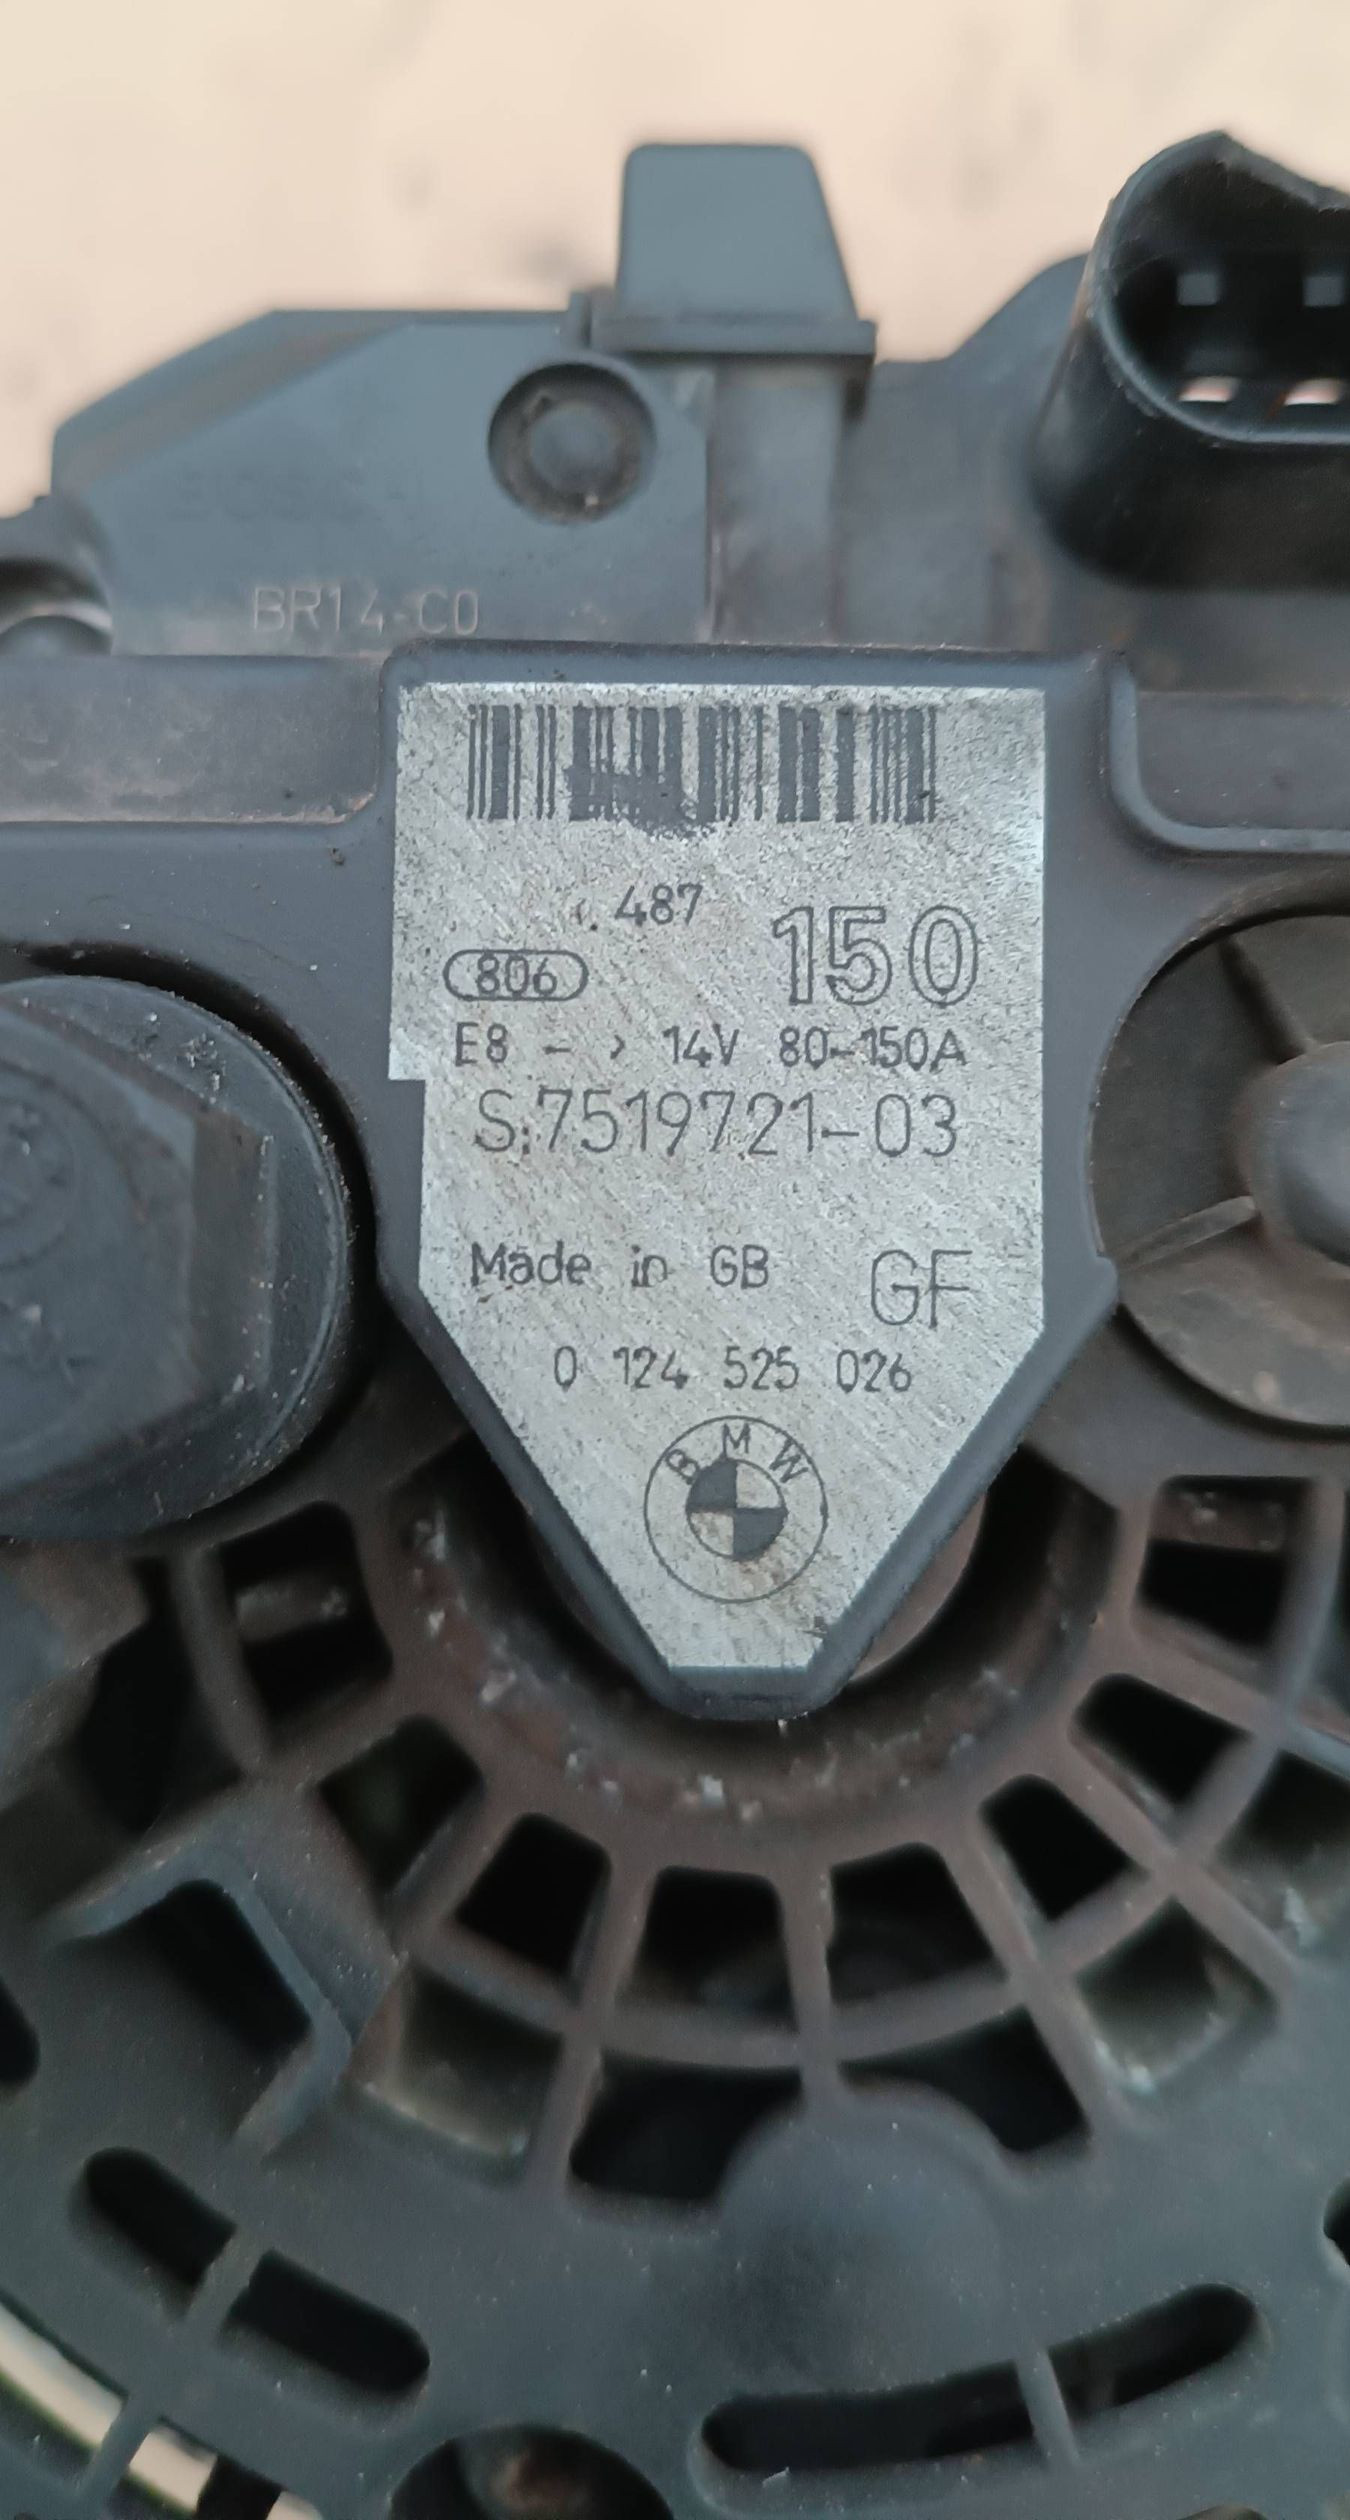 BR14-C0
487
150
806
E8 - > 14V 80-150A
S:7519721-03
Made in GB
GF
0 124 525 026
BMW